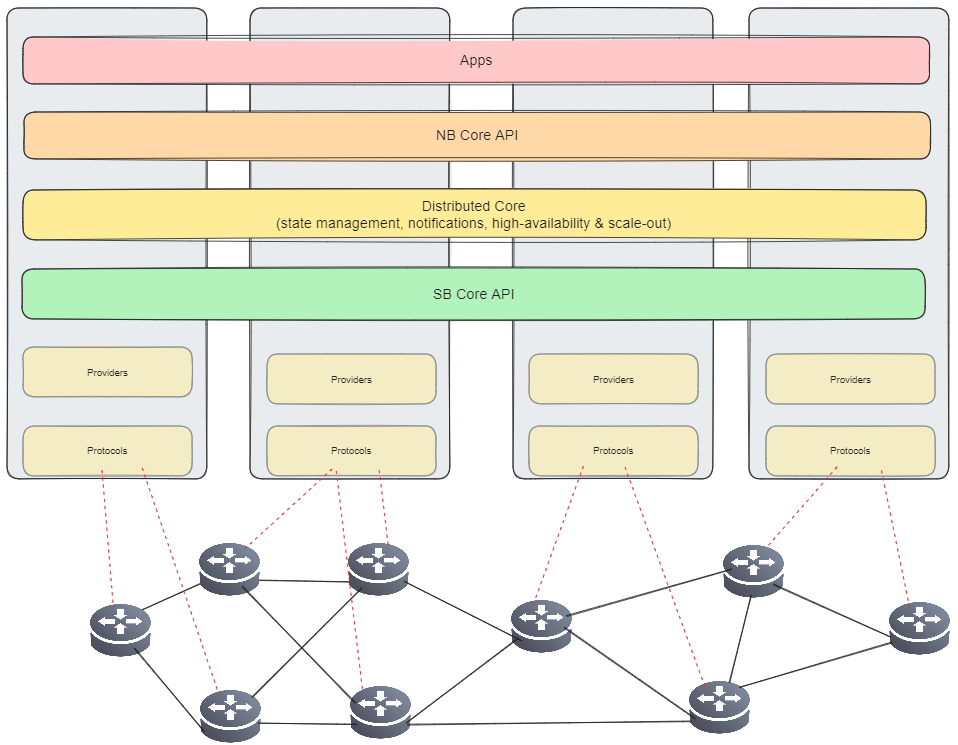 Apps
NB Core API
Distributed Core
(state management, notifications, high-availability & scale-out)
SB Core API
Providers
Providers
Providers
Providers
Protocols
Protocols
Protocols
Protocols